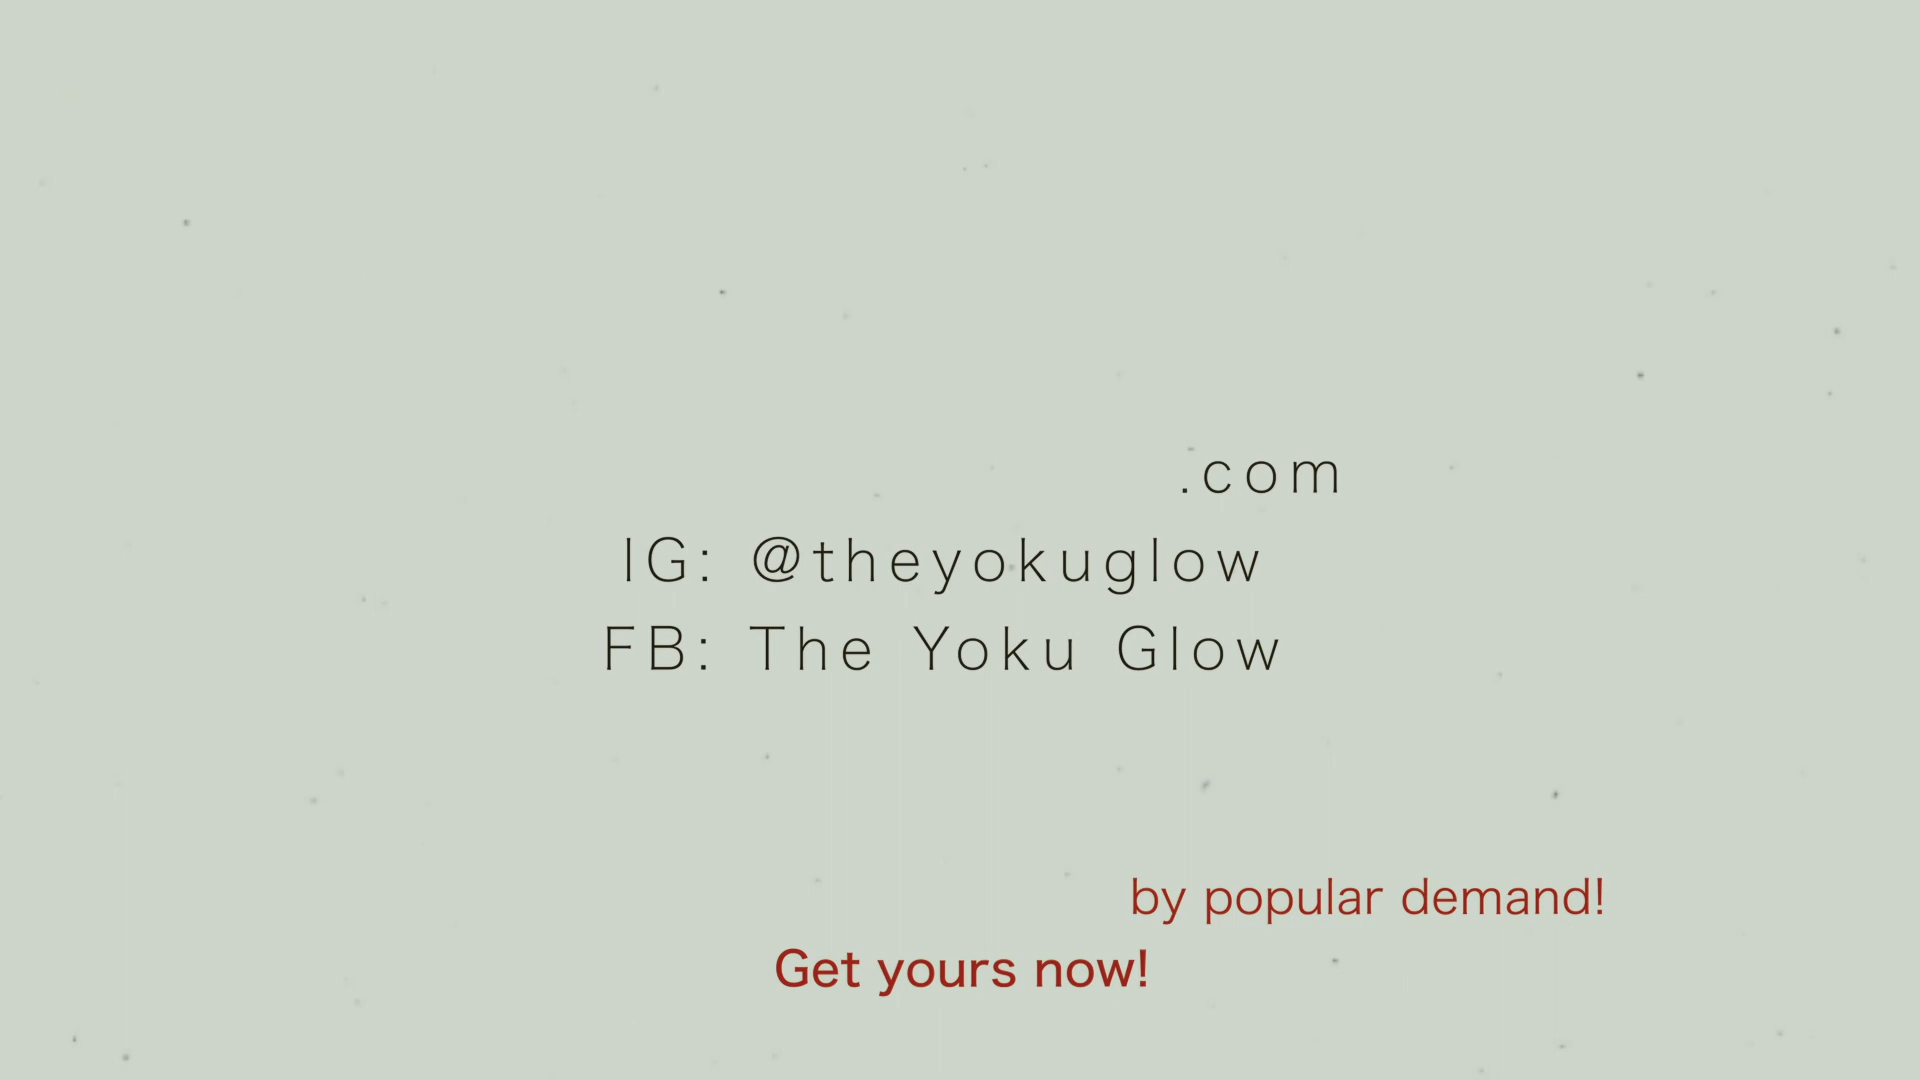 .com
IG: @theyokuglow
FB: The Yoku Glow
by popular demand!
Get yours now!